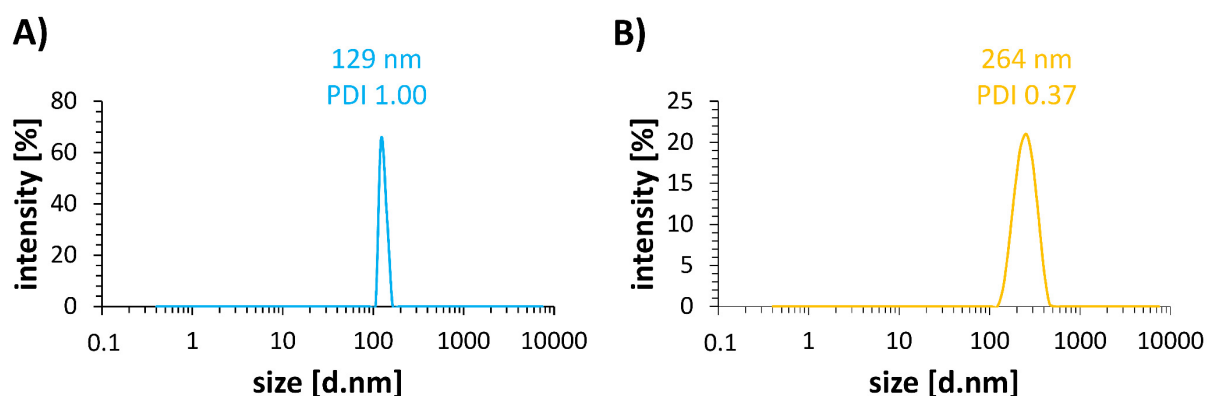 A)
129 nm
PDI 1.00
intensity [%]
80
60
40
20
0
0.1 1 10 100 1000 10000
size [d.nm]
B)
264 nm
PDI 0.37
intensity [%]
25
20
15
10
5
0
0.1 1 10 100 1000 10000
size [d.nm]